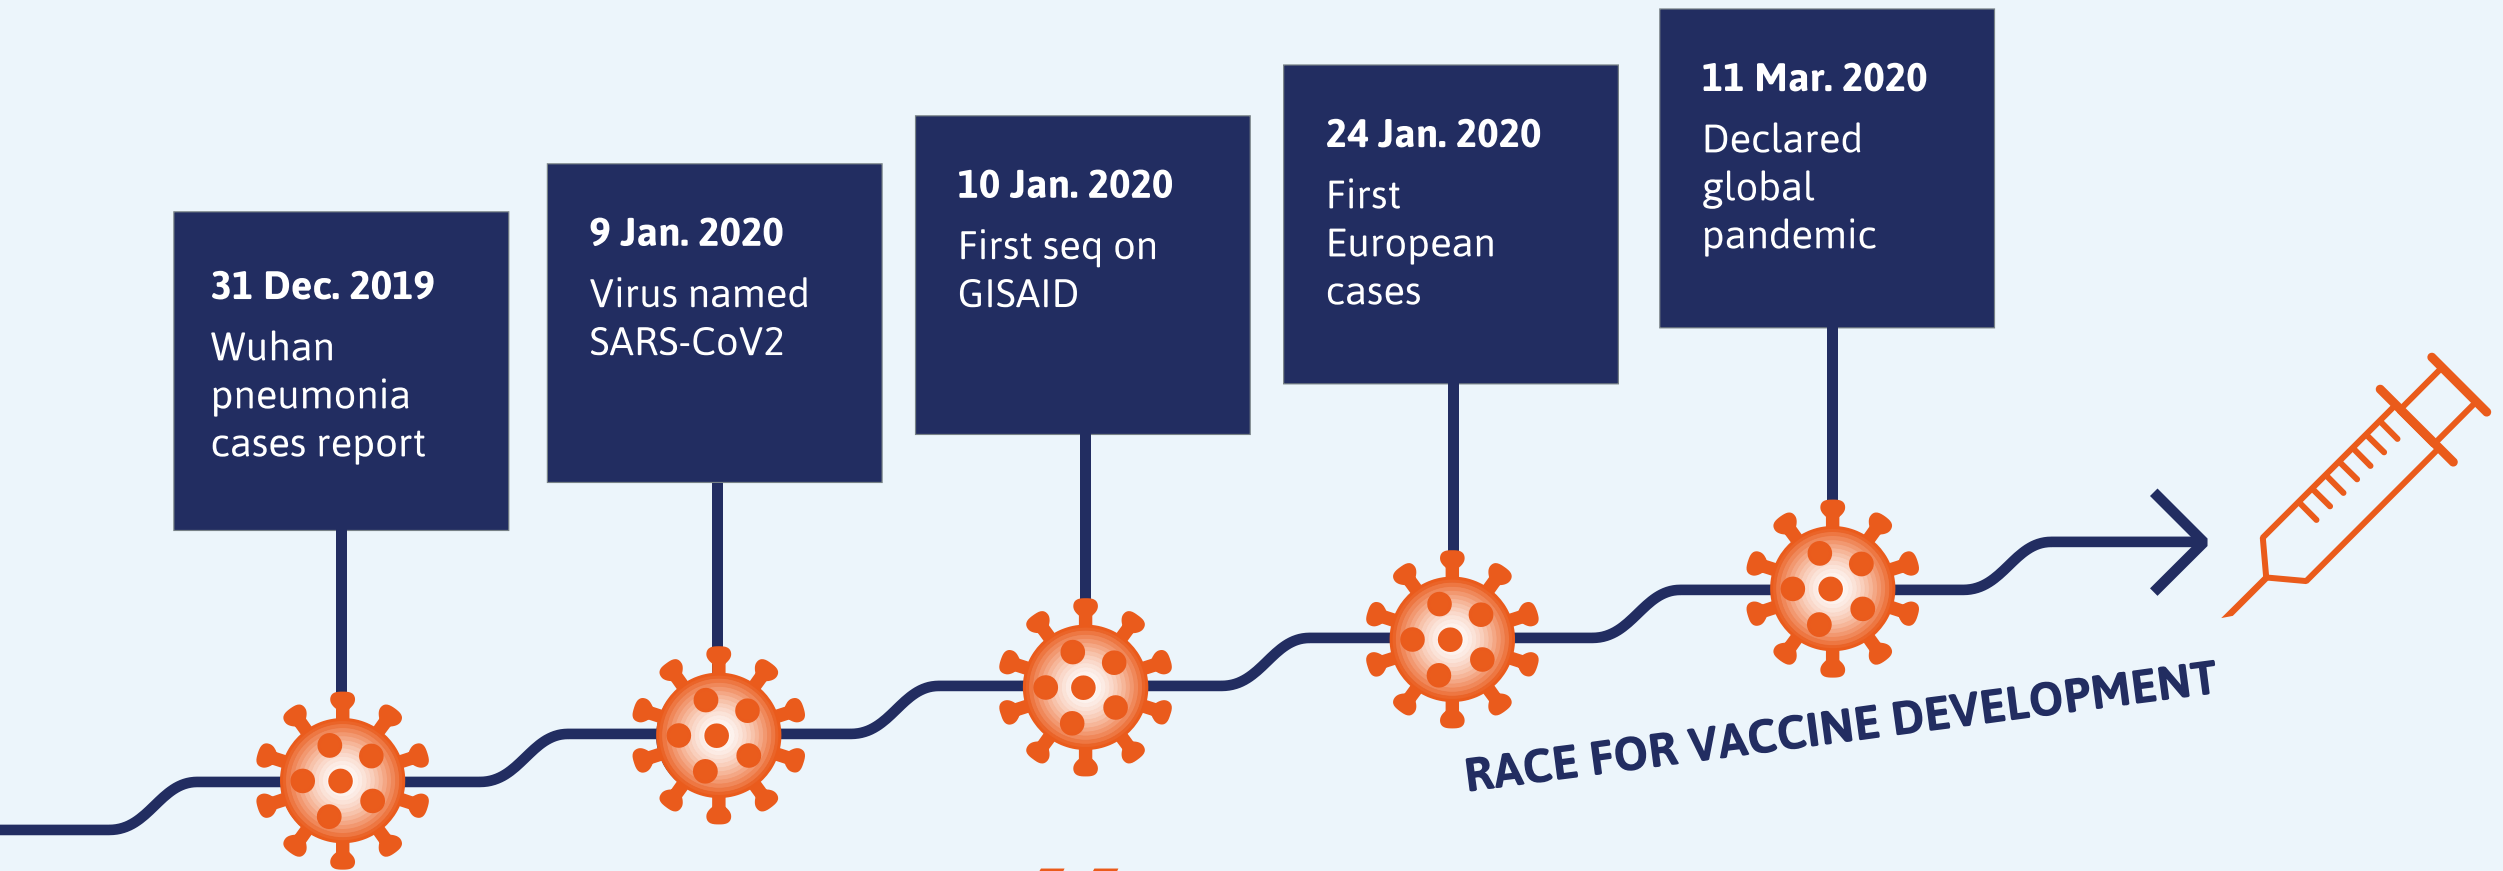 31 Dec. 2019
Wuhan
pneumonia
cases report
9 Jan. 2020
Virus named
SARS-CoV2
10 Jan. 2020
First seq on
GISAID
24 Jan. 2020
First
European
cases
11 Mar. 2020
Declared
global
pandemic
RACE FOR VACCINE DEVELOPMENT